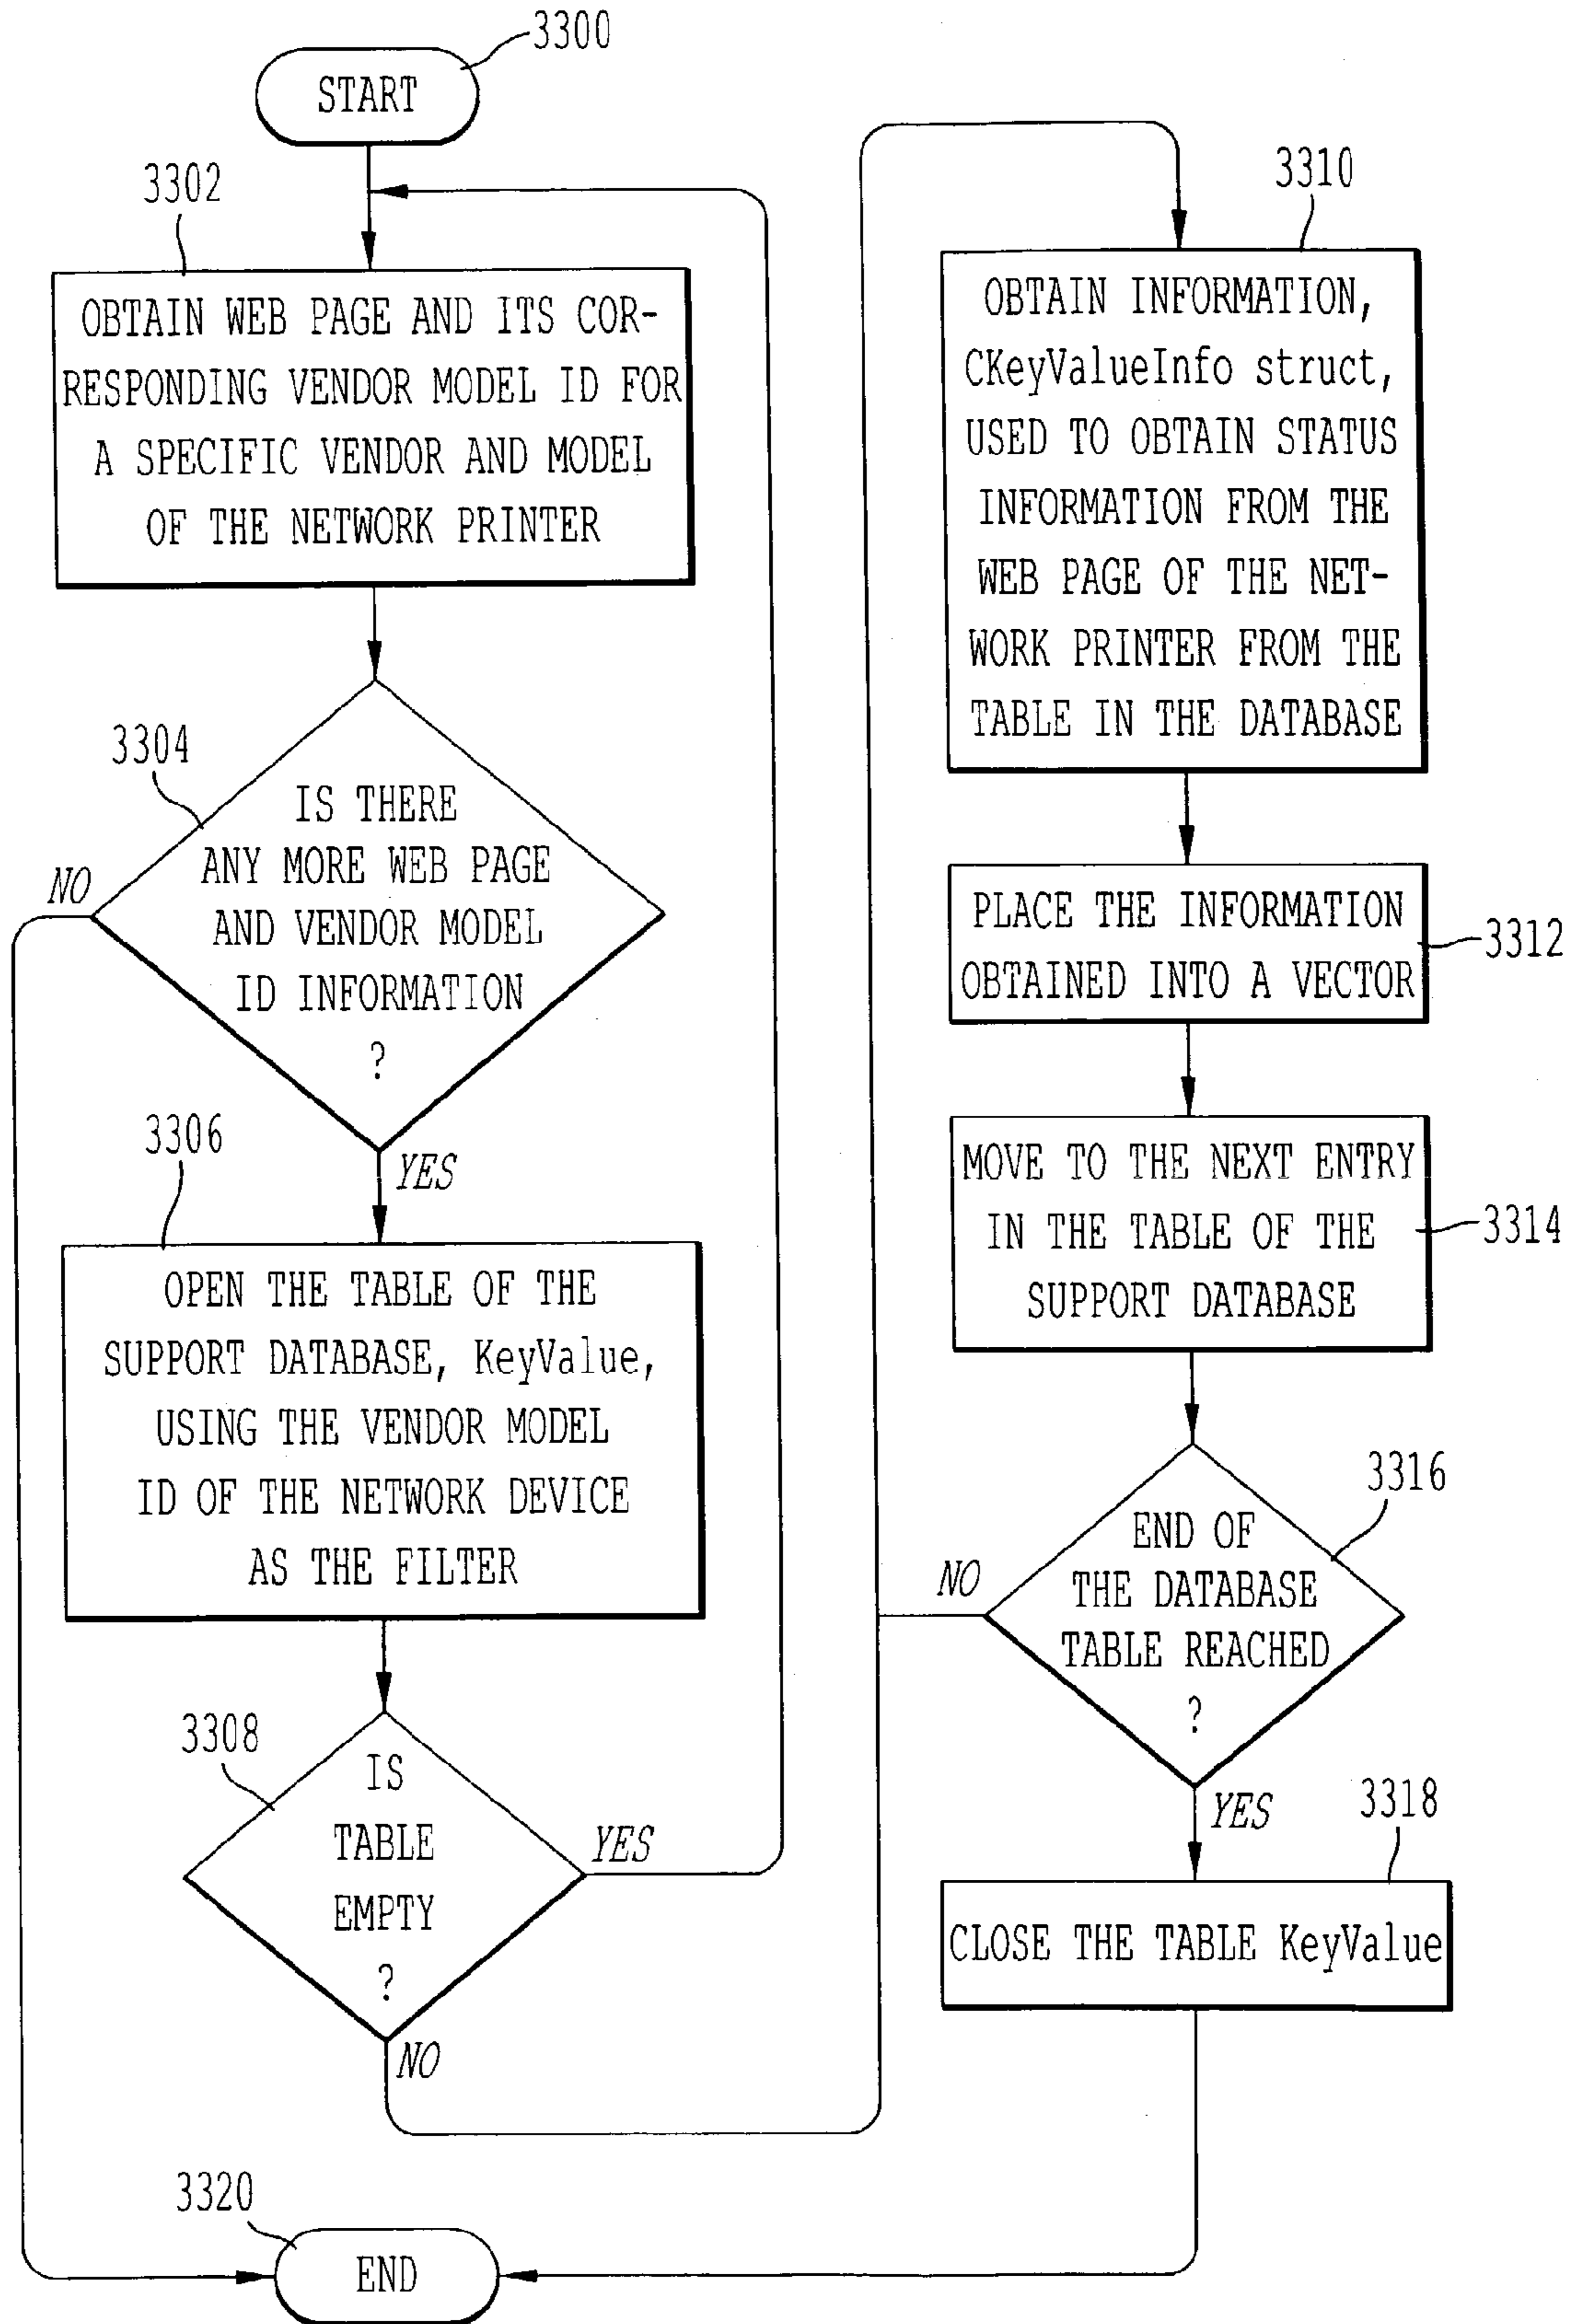 3300
START
3302
OBTAIN WEB PAGE AND ITS COR-
RESPONDING VENDOR MODEL ID FOR
A SPECIFIC VENDOR AND MODEL
OF THE NETWORK PRINTER
3304
IS THERE
ANY MORE WEB PAGE
AND VENDOR MODEL
ID INFORMATION
?
NO
YES
3306
OPEN THE TABLE OF THE
SUPPORT DATABASE, KeyValue,
USING THE VENDOR MODEL
ID OF THE NETWORK DEVICE
AS THE FILTER
3308
IS
TABLE
EMPTY
?
YES
NO
3310
OBTAIN INFORMATION,
CKeyValueInfo struct,
USED TO OBTAIN STATUS
INFORMATION FROM THE
WEB PAGE OF THE NET-
WORK PRINTER FROM THE
TABLE IN THE DATABASE
PLACE THE INFORMATION
OBTAINED INTO A VECTOR
3312
MOVE TO THE NEXT ENTRY
IN THE TABLE OF THE
SUPPORT DATABASE
3314
3316
END OF
THE DATABASE
TABLE REACHED
?
NO
YES
3318
CLOSE THE TABLE KeyValue
3320
END